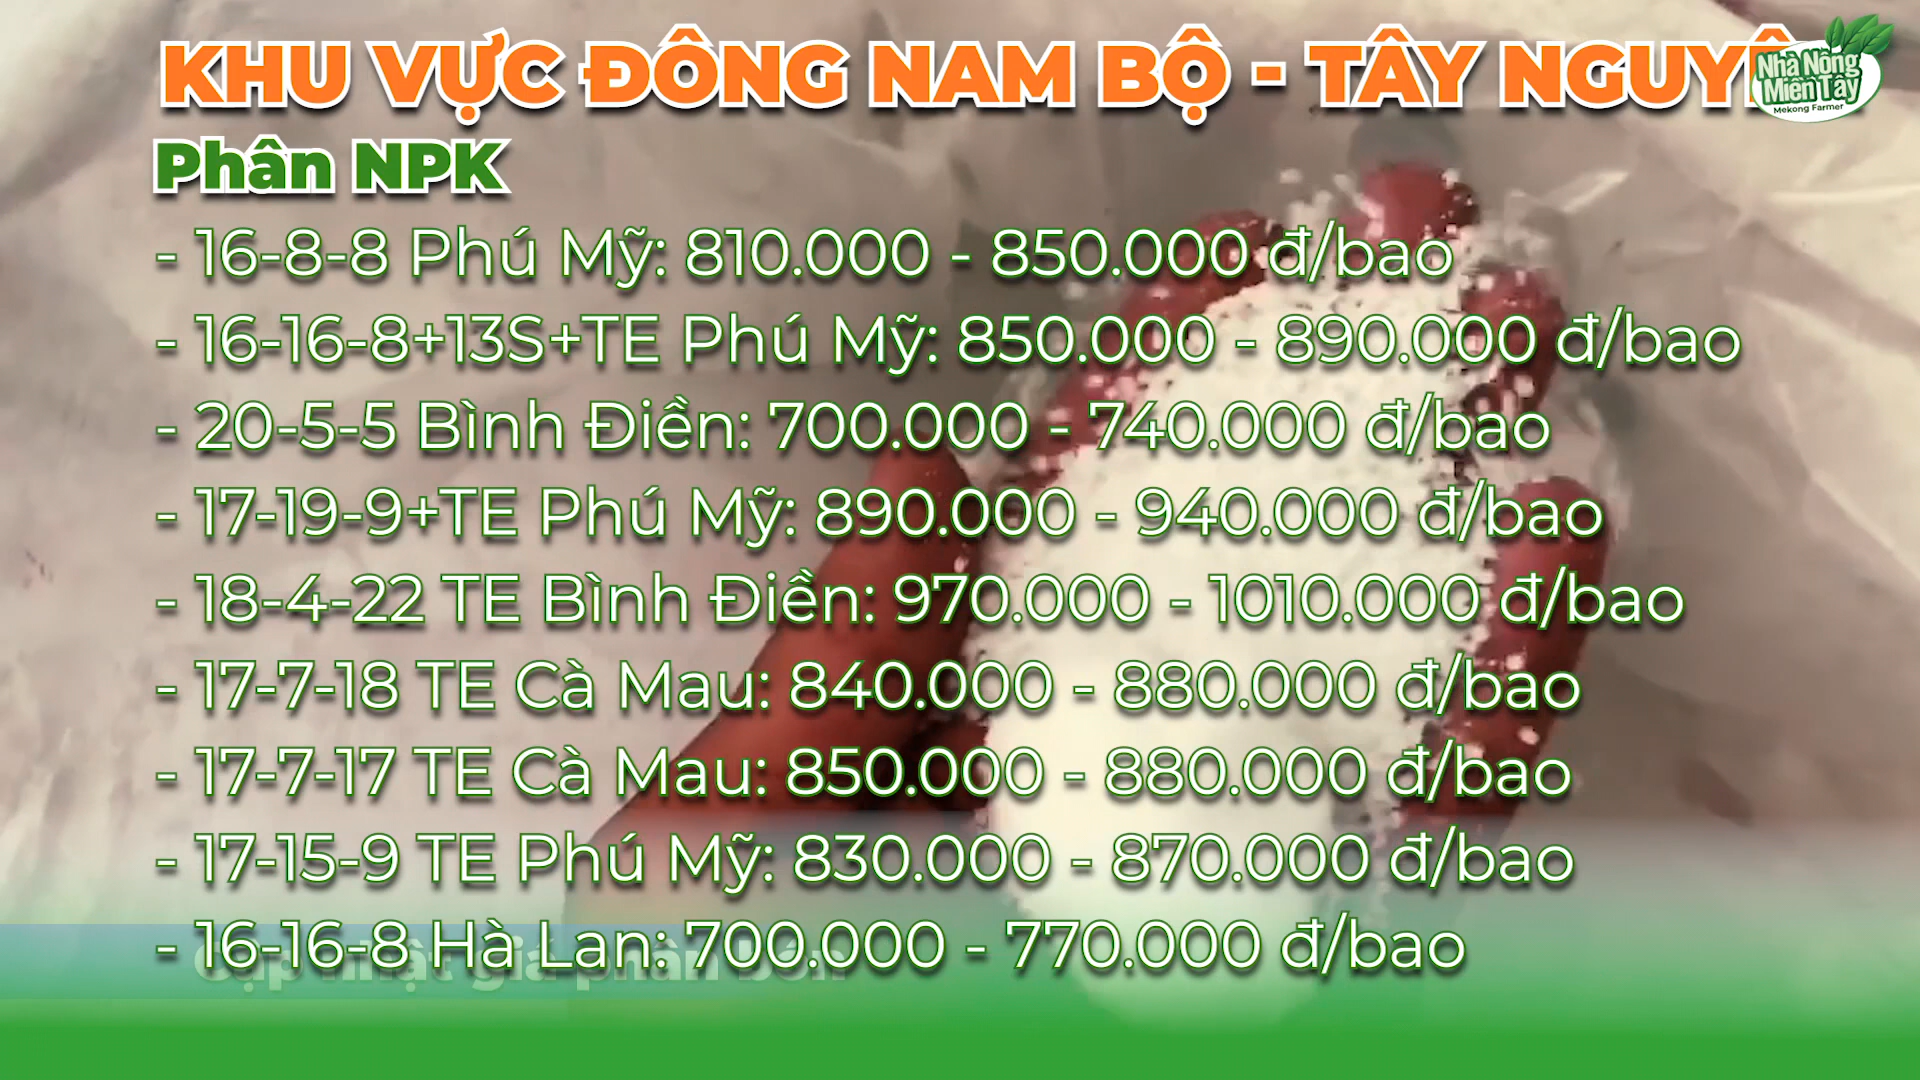 KHU VỰC ĐÔNG NAM BỘ - TÂY NGUYÊ
Nhà Nông
Miền Tây
Mekong Farmer
Phân NPK
- 16-8-8 Phú Mỹ: 810.000 - 850.000 đ/bao
- 16-16-8+13S+TE Phú Mỹ: 850.000 - 890.000 đ/bao
- 20-5-5 Bình Điền: 700.000 - 740.000 đ/bao
- 17-19-9+TE Phú Mỹ: 890.000 - 940.000 đ/bao
- 18-4-22 TE Bình Điền: 970.000 - 1010.000 đ/bao
- 17-7-18 TE Cà Mau: 840.000 - 880.000 đ/bao
- 17-7-17 TE Cà Mau: 850.000 - 880.000 đ/bao
- 17-15-9 TE Phú Mỹ: 830.000 - 870.000 đ/bao
- 16-16-8 Hà Lan: 700.000 - 770.000 đ/bao
Cập nhật giá phân bón